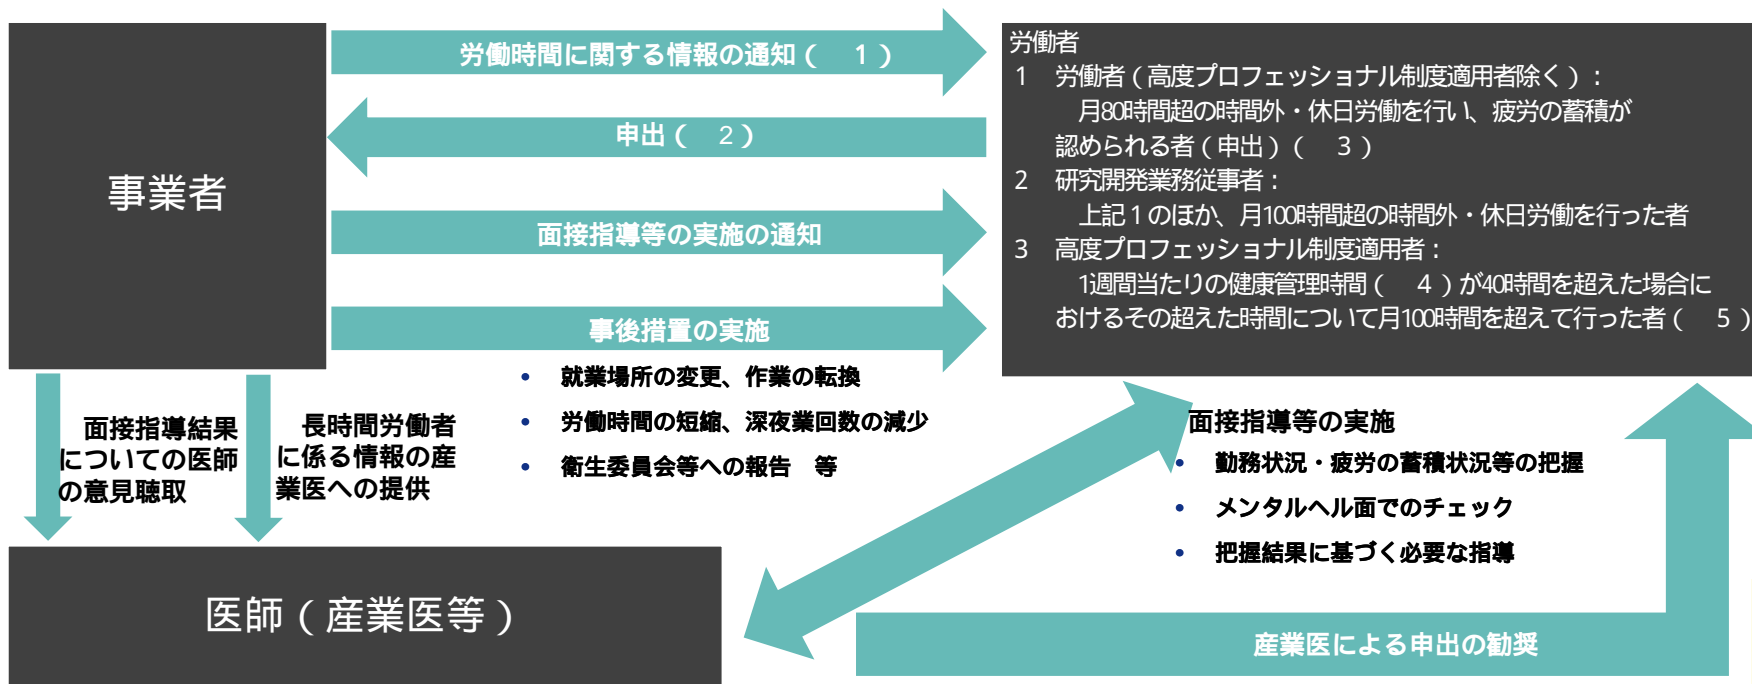 事業者
労働時間に関する情報の通知（　１）
申出（　２）
面接指導等の実施の通知
事後措置の実施
• 就業場所の変更、作業の転換
• 労働時間の短縮、深夜業回数の減少
• 衛生委員会等への報告　等
労働者
1　労働者（高度プロフェッショナル制度適用者除く）：
月80時間超の時間外・休日労働を行い、疲労の蓄積が
認められる者（申出）（　３）
2　研究開発業務従事者：
上記１のほか、月100時間超の時間外・休日労働を行った者
3　高度プロフェッショナル制度適用者：
1週間当たりの健康管理時間（　４）が40時間を超えた場合に
おけるその超えた時間について月100時間を超えて行った者（　５）
面接指導結果
についての医師
の意見聴取
長時間労働者
に係る情報の産
業医への提供
面接指導等の実施
• 勤務状況・疲労の蓄積状況等の把握
• メンタルヘル面でのチェック
• 把握結果に基づく必要な指導
医師（産業医等）
産業医による申出の勧奨